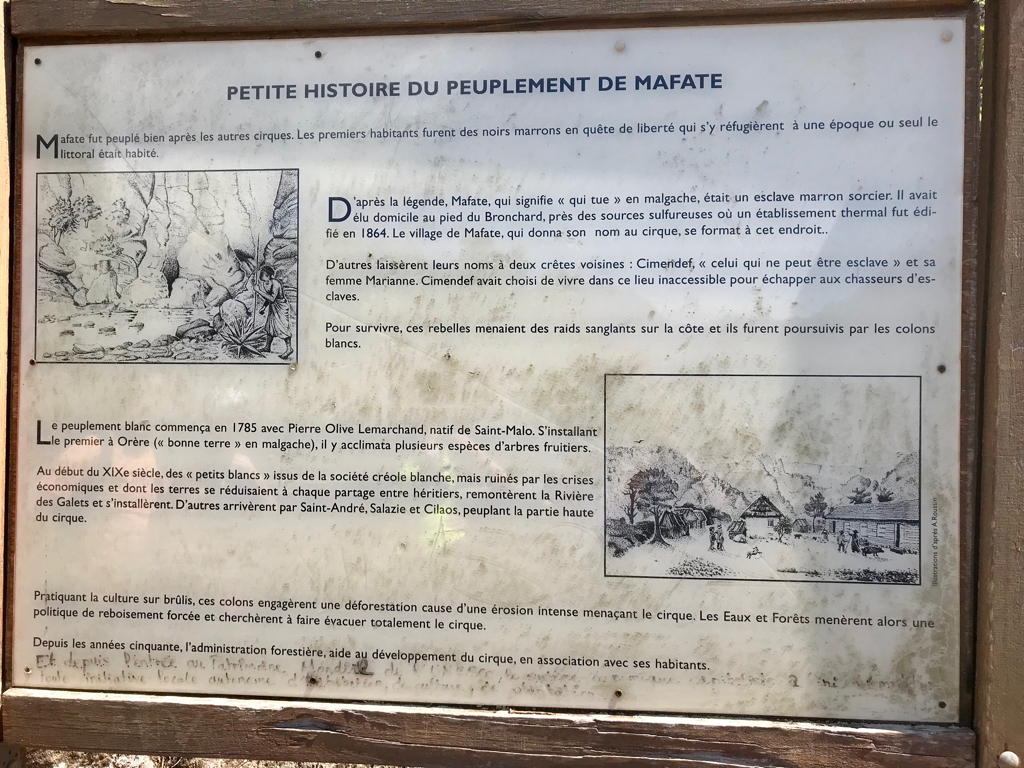 PETITE HISTOIRE DU PEUPLEMENT DE MAFATE
Mafate fut peuplé bien après les autres cirques. Les premiers habitants furent des noirs marrons en quête de liberté qui s'y réfugièrent à une époque ou seul le
littoral était habité.
D'après la légende, Mafate, qui signifie « qui tue » en malgache, était un esclave marron sorcier. Il avait
élu domicile au pied du Bronchard, près des sources sulfureuses où un établissement thermal fut édi-
fié en 1864. Le village de Mafate, qui donna son nom au cirque, se format à cet endroit..
D'autres laissèrent leurs noms à deux crêtes voisines : Cimendef, « celui qui ne peut être esclave » et sa
femme Marianne. Cimendef avait choisi de vivre dans ce lieu inaccessible pour échapper aux chasseurs d'es-
claves.
Pour survivre, ces rebelles menaient des raids sanglants sur la côte et ils furent poursuivis par les colons
blancs.
Le peuplement blanc commença en 1785 avec Pierre Olive Lemarchand, natif de Saint-Malo. S'installant
le premier à Orère (« bonne terre » en malgache), il y acclimata plusieurs espèces d'arbres fruitiers.
Au début du XIXe siècle, des « petits blancs » issus de la société créole blanche, mais ruinés par les crises
économiques et dont les terres se réduisaient à chaque partage entre héritiers, remontèrent la Rivière
des Galets et s'installèrent. D'autres arrivèrent par Saint-André, Salazie et Cilaos, peuplant la partie haute
du cirque.
Illustrations d'après A.Roussin
Pratiquant la culture sur brûlis, ces colons engagèrent une déforestation cause d'une érosion intense menaçant le cirque. Les Eaux et Forêts menèrent alors une
politique de reboisement forcée et cherchèrent à faire évacuer totalement le cirque.
Depuis les années cinquante, l'administration forestière, aide au développement du cirque, en association avec ses habitants.
Et depuis l'entrée au Patrimoine Mondial
toute initiative locale autonome